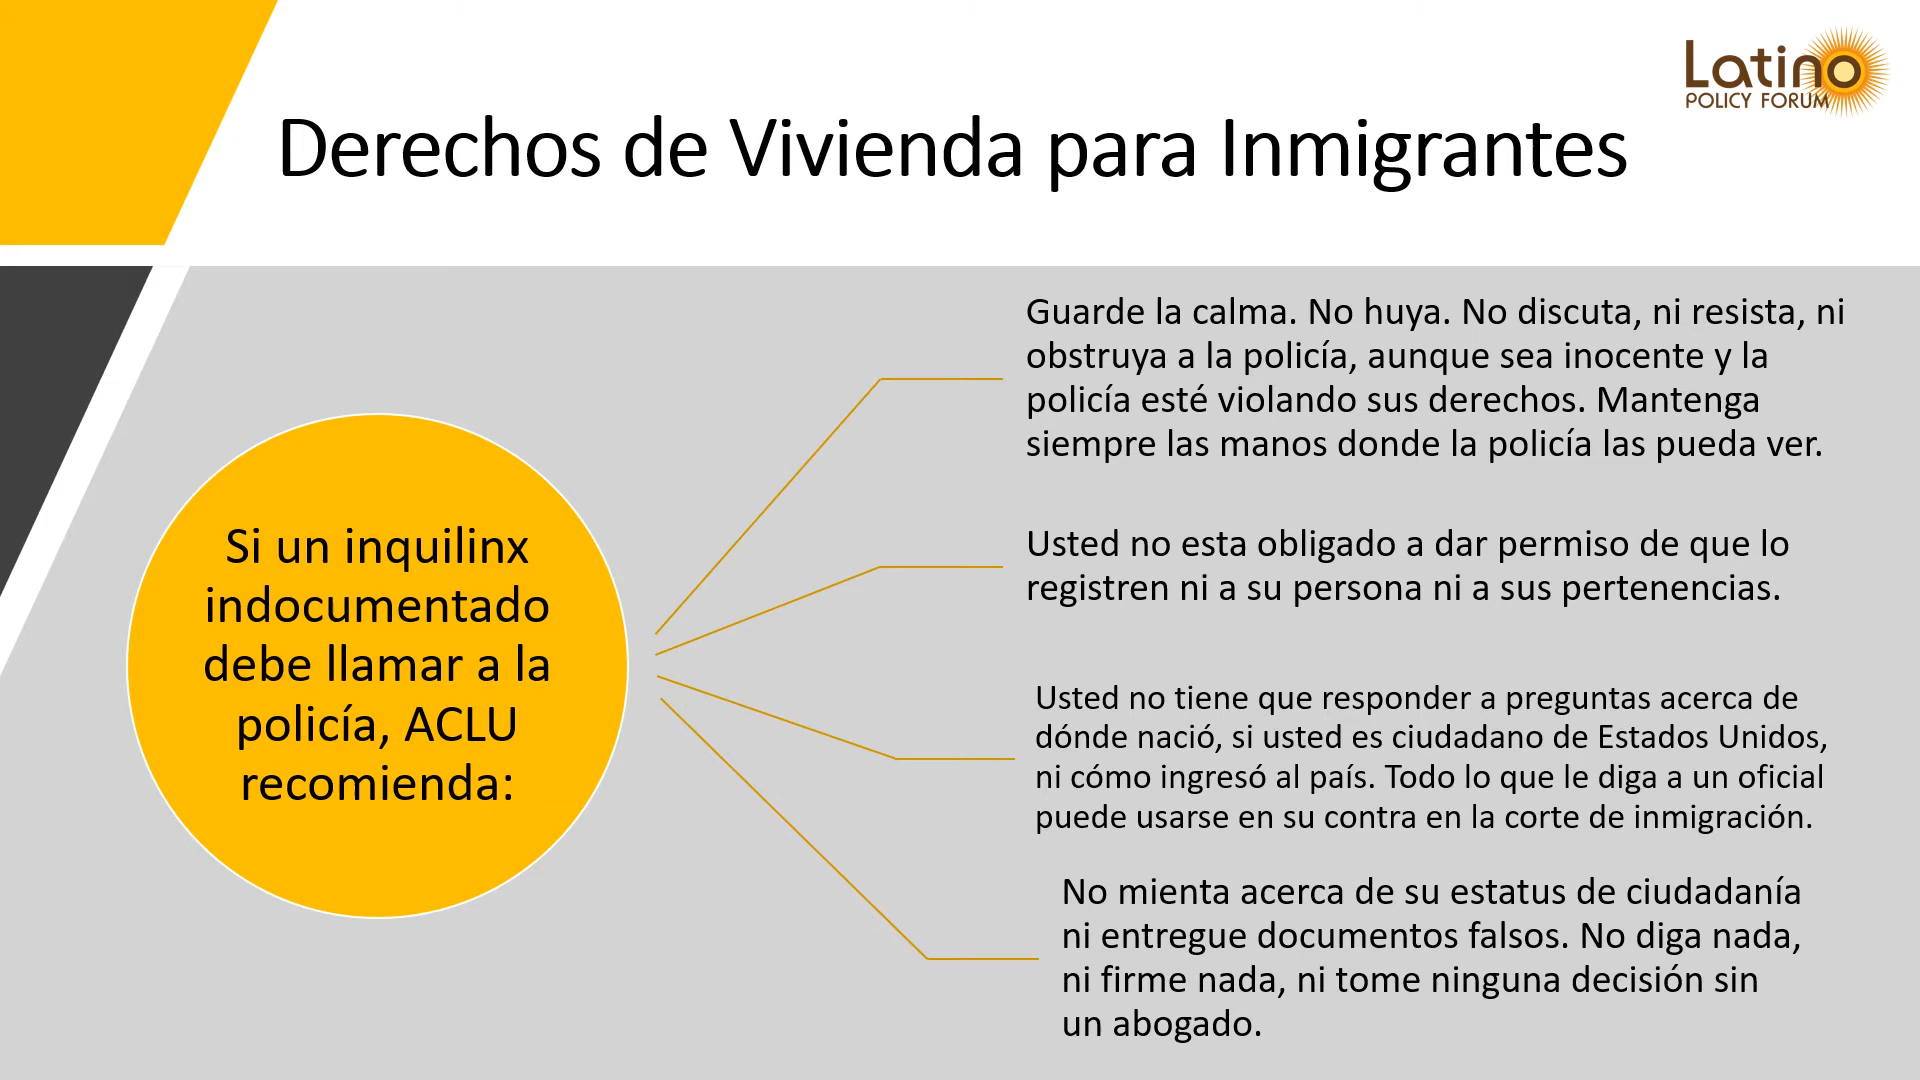 Latino
POLICY FORUM
Derechos de Vivienda para Inmigrantes
Si un inquilinx
indocumentado
debe llamar a la
policía, ACLU
recomienda:
Guarde la calma. No huya. No discuta, ni resista, ni
obstruya a la policía, aunque sea inocente y la
policía esté violando sus derechos. Mantenga
siempre las manos donde la policía las pueda ver.
Usted no esta obligado a dar permiso de que lo
registren ni a su persona ni a sus pertenencias.
Usted no tiene que responder a preguntas acerca de
dónde nació, si usted es ciudadano de Estados Unidos,
ni cómo ingresó al país. Todo lo que le diga a un oficial
puede usarse en su contra en la corte de inmigración.
No mienta acerca de su estatus de ciudadanía
ni entregue documentos falsos. No diga nada,
ni firme nada, ni tome ninguna decisión sin
un abogado.